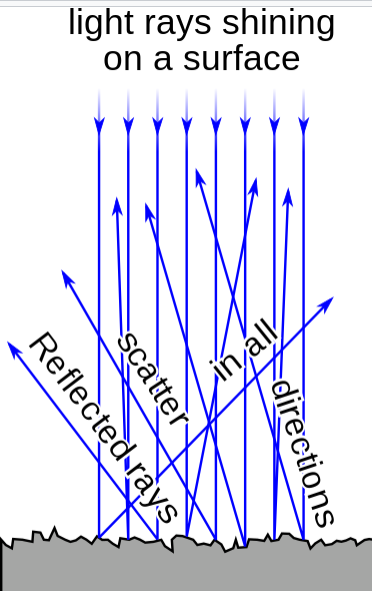 light rays shining
on a surface
Reflected rays
scatter
in all
directions